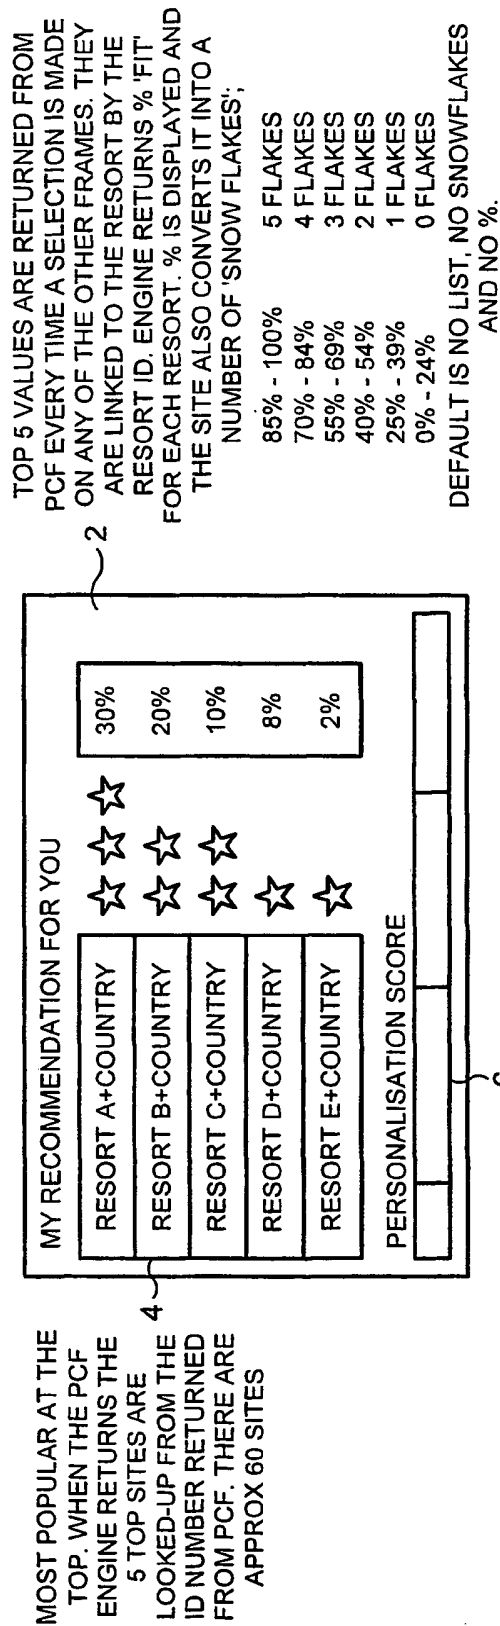 MOST POPULAR AT THE
TOP. WHEN THE PCF
ENGINE RETURNS THE
5 TOP SITES ARE
LOOKED-UP FROM THE
ID NUMBER RETURNED
FROM PCF. THERE ARE
APPROX 60 SITES
4
MY RECOMMENDATION FOR YOU
RESORT A+COUNTRY 30%
RESORT B+COUNTRY 20%
RESORT C+COUNTRY 10%
RESORT D+COUNTRY 8%
RESORT E+COUNTRY 2%
PERSONALISATION SCORE
2
TOP 5 VALUES ARE RETURNED FROM
PCF EVERY TIME A SELECTION IS MADE
ON ANY OF THE OTHER FRAMES. THEY
ARE LINKED TO THE RESORT BY THE
RESORT ID. ENGINE RETURNS % 'FIT'
FOR EACH RESORT. % IS DISPLAYED AND
THE SITE ALSO CONVERTS IT INTO A
NUMBER OF 'SNOW FLAKES';
85% - 100% 5 FLAKES
70% - 84% 4 FLAKES
55% - 69% 3 FLAKES
40% - 54% 2 FLAKES
25% - 39% 1 FLAKES
0% - 24% 0 FLAKES
DEFAULT IS NO LIST, NO SNOWFLAKES
AND NO %.